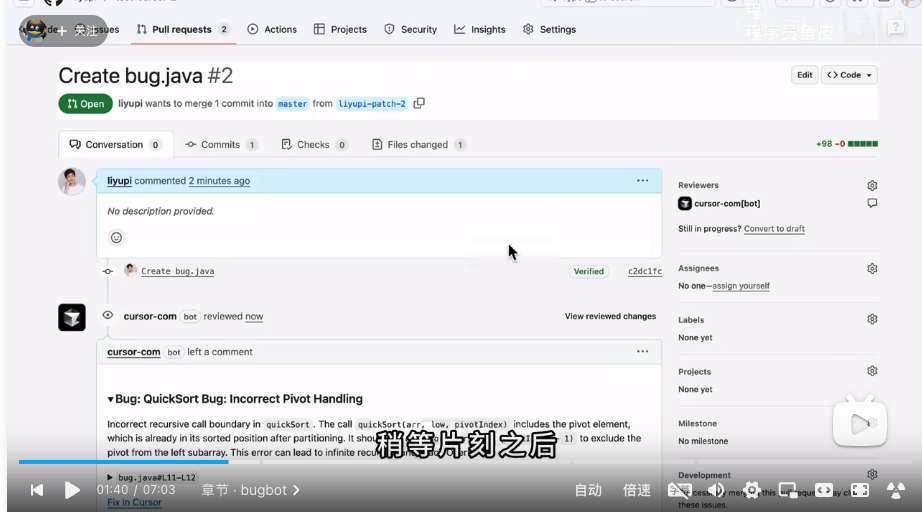 + 关注
Issues
Pull requests 2
Actions
Projects
Security
Insights
Settings
程序员鱼皮
Create bug.java #2
Edit
Code
Open
liyupi wants to merge 1 commit into master from liyupi-patch-2
Conversation 0
Commits 1
Checks 0
Files changed 1
+98 −0
liyupi commented 2 minutes ago
No description provided.
Create bug.java
Verified
c2dc1fc
cursor-com bot reviewed now
View reviewed changes
cursor-com bot left a comment
Bug: QuickSort Bug: Incorrect Pivot Handling
Incorrect recursive call boundary in quickSort. The call quickSort(arr, low, pivotIndex) includes the pivot element,
which is already in its sorted position after partitioning. It 1) to exclude the
pivot from the left subarray. This error can lead to infinite
bug.java#L11-L12
Fix in Cursor
Reviewers
cursor-com[bot]
Still in progress? Convert to draft
Assignees
No one—assign yourself
Labels
None yet
Projects
None yet
Milestone
No milestone
Development
these issues.
稍等片刻之后
01:40 / 07:03
章节 · bugbot
自动
倍速